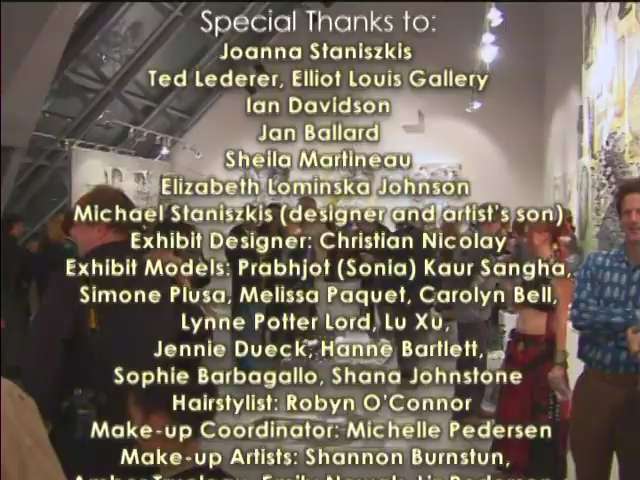 Special Thanks to:
Joanna Staniszkis
Ted Lederer, Elliot Louis Gallery
Ian Davidson
Jan Ballard
Sheila Martineau
Elizabeth Lominska Johnson
Michael Staniszkis (designer and artist's son)
Exhibit Designer: Christian Nicolay
Exhibit Models: Prabhjot (Sonia) Kaur Sangha,
Simone Plusa, Melissa Paquet, Carolyn Bell,
Lynne Potter Lord, Lu Xu,
Jennie Dueck, Hanne Bartlett,
Sophie Barbagallo, Shana Johnstone
Hairstylist: Robyn O'Connor
Make-up Coordinator: Michelle Pedersen
Make-up Artists: Shannon Burnstun,